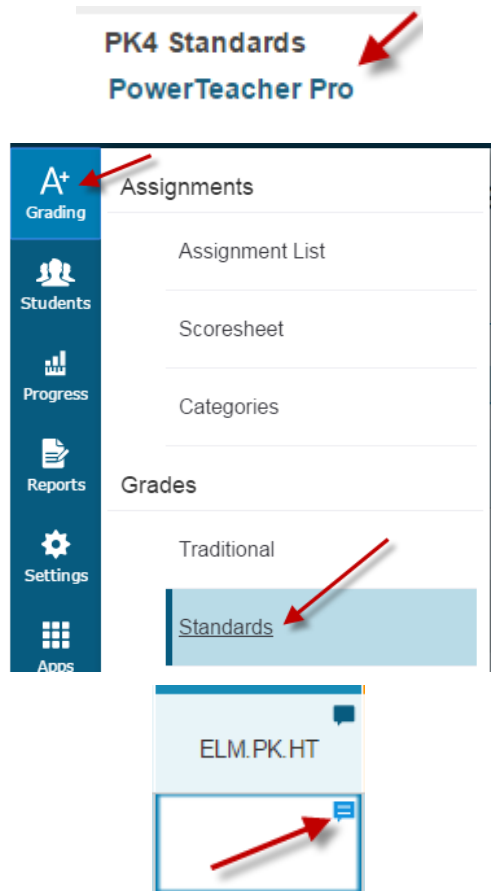 PK4 Standards
PowerTeacher Pro
A+
Grading
Assignments
Assignment List
Students
Scoresheet
Progress
Categories
Reports
Grades
Settings
Traditional
Standards
Apps
ELM.PK.HT